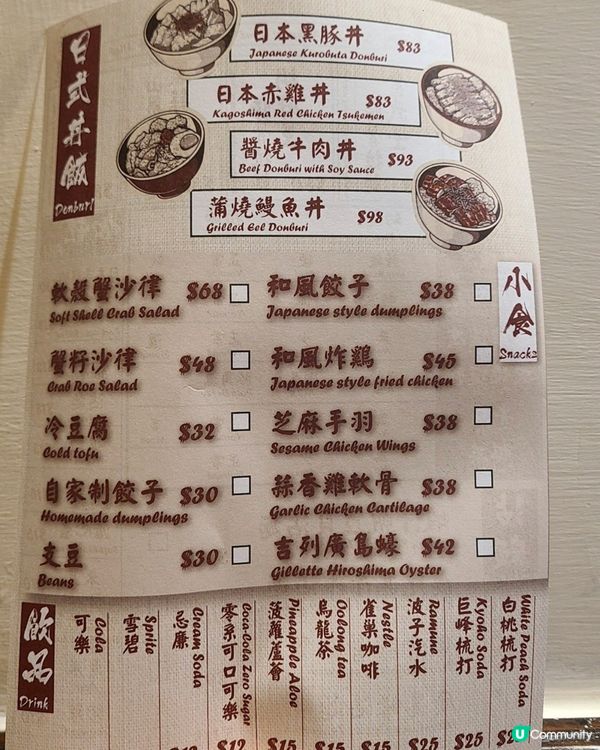 日式丼飯
Donburi
日本黑豚丼 $83
Japanese Kurobuta Donburi
日本赤雞丼 $83
Kagoshima Red Chicken Tsukemen
醬燒牛肉丼 $93
Beef Donburi with Soy Sauce
蒲燒鰻魚丼 $98
Grilled Eel Donburi
小食
Snacks
軟殼蟹沙律 $68
Soft Shell Crab Salad
和風餃子 $38
Japanese style dumplings
蟹籽沙律 $48
Crab Roe Salad
和風炸鷄 $45
Japanese style fried chicken
冷豆腐 $32
Cold tofu
芝麻手羽 $38
Sesame Chicken Wings
自家制餃子 $30
Homemade dumplings
蒜香雞軟骨 $38
Garlic Chicken Cartilage
支豆 $30
Beans
吉列廣島蠔 $42
Gillette Hiroshima Oyster
飲品
Drink
Cola
可樂
Sprite
雪碧
Cream Soda
忌廉
Coca-Cola Zero Sugar
零系可口可樂
$12
Pineapple Aloe
菠蘿蘆薈
$15
Oolong tea
烏龍茶
$15
Nestle
雀巢咖啡
$15
Ramune
波子汽水
$25
Kyoho Soda
巨峰梳打
$25
White Peach Soda
白桃梳打
U Community